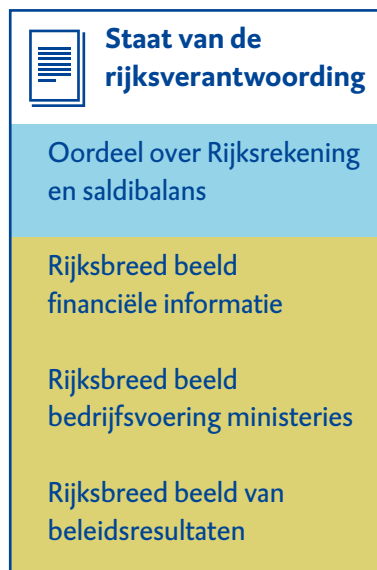 Staat van de
rijksverantwoording
Oordeel over Rijksrekening
en saldibalans
Rijksbreed beeld
financiële informatie
Rijksbreed beeld
bedrijfsvoering ministeries
Rijksbreed beeld van
beleidsresultaten